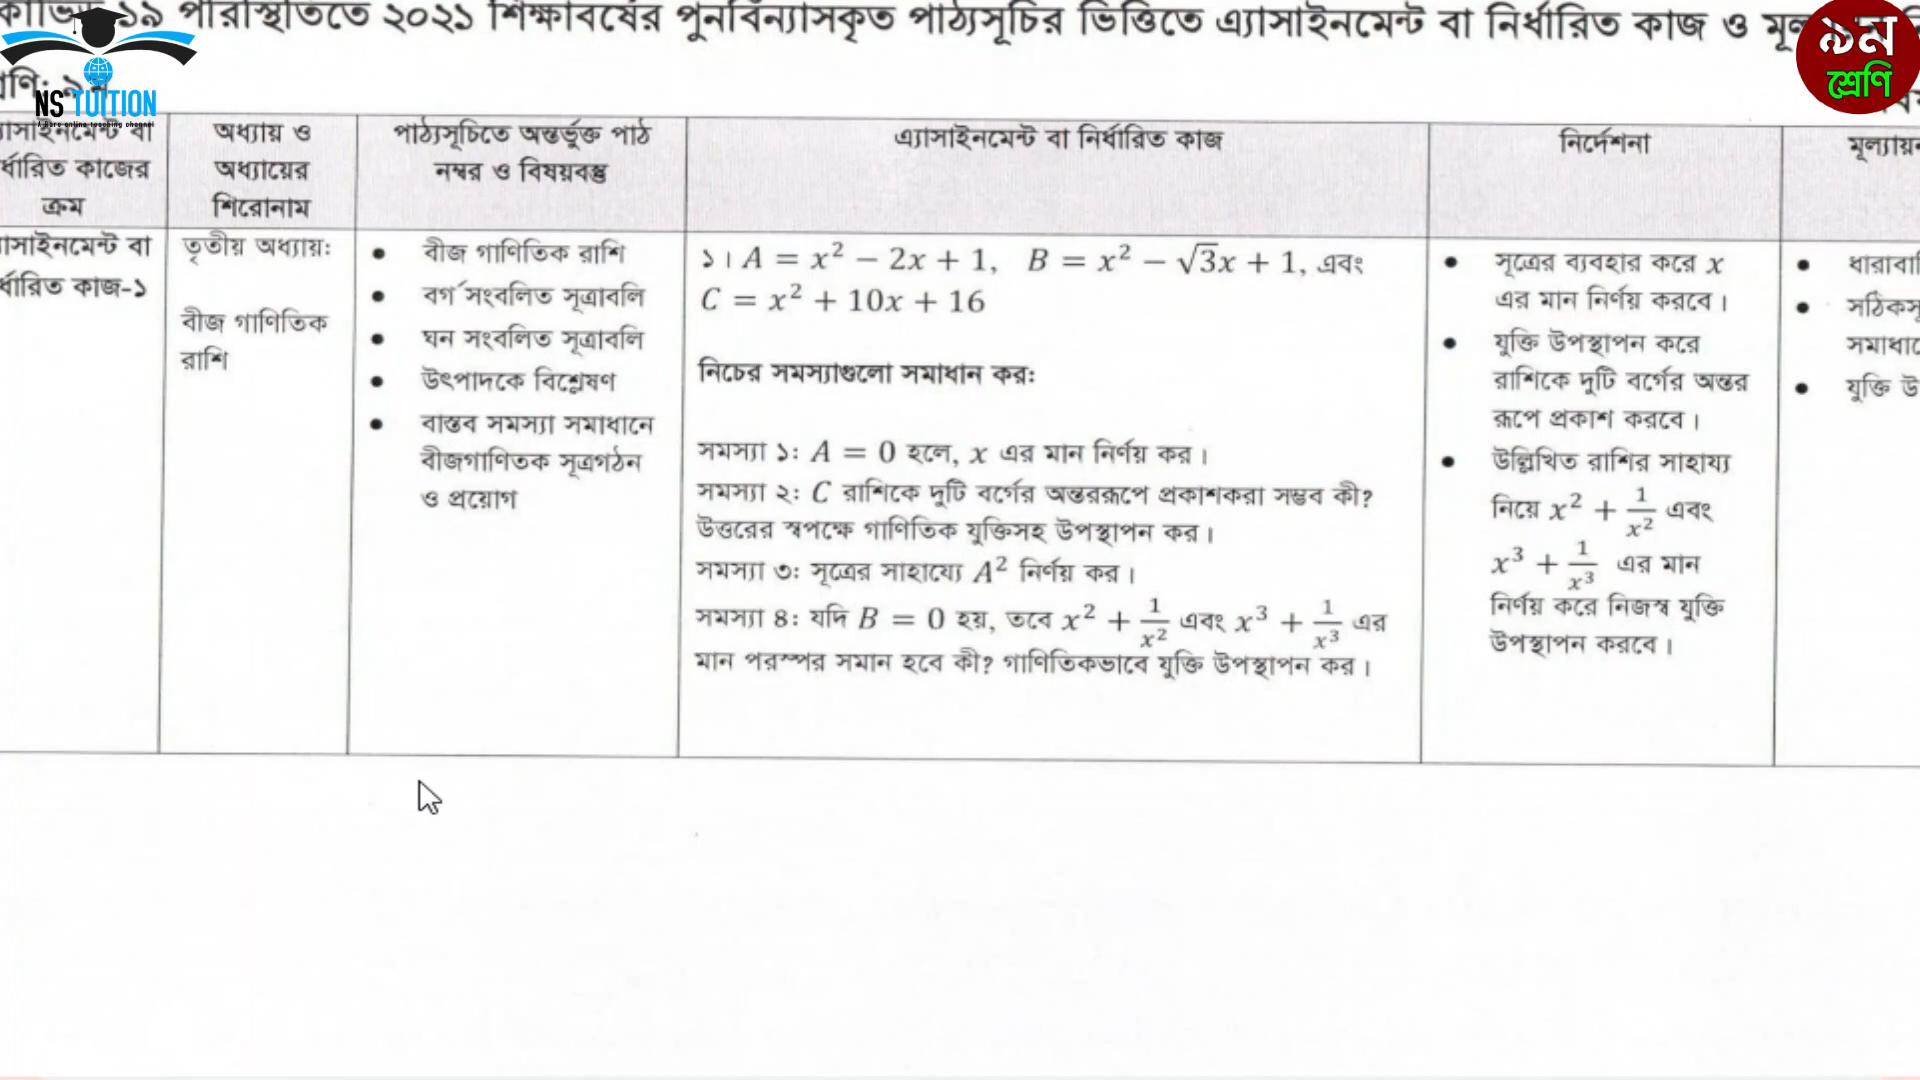 ১৯ পরিস্থিতিতে ২০২১ শিক্ষাবর্ষের পুনর্বিন্যাসকৃত পাঠ্যসূচির ভিত্তিতে এ্যাসাইনমেন্ট বা নির্ধারিত কাজ ও
৯ম
শ্রেণি
NS TUITION
অধ্যায় ও
অধ্যায়ের
শিরোনাম
পাঠ্যসূচিতে অন্তর্ভুক্ত পাঠ
নম্বর ও বিষয়বস্তু
এ্যাসাইনমেন্ট বা নির্ধারিত কাজ
নির্দেশনা
বা
কাজের
ক্রম
বা
কাজ-১
তৃতীয় অধ্যায়ঃ
বীজ গাণিতিক
রাশি
• বীজ গাণিতিক রাশি
• বর্গ সংবলিত সূত্রাবলি
• ঘন সংবলিত সূত্রাবলি
• উৎপাদকে বিশ্লেষণ
• বাস্তব সমস্যা সমাধানে
বীজগাণিতক সূত্রগঠন
ও প্রয়োগ
১। A = x² − 2x + 1, B = x² − √3x + 1, এবং
C = x² + 10x + 16
নিচের সমস্যাগুলো সমাধান করঃ
সমস্যা ১ঃ A = 0 হলে, x এর মান নির্ণয় কর।
সমস্যা ২ঃ C রাশিকে দুটি বর্গের অন্তররূপে প্রকাশকরা সম্ভব কী?
উত্তরের স্বপক্ষে গাণিতিক যুক্তিসহ উপস্থাপন কর।
সমস্যা ৩ঃ সূত্রের সাহায্যে A² নির্ণয় কর।
সমস্যা 8ঃ যদি B = 0 হয়, তবে x² + 1/x² এবং x³ + 1/x³ এর
মান পরস্পর সমান হবে কী? গাণিতিকভাবে যুক্তি উপস্থাপন কর।
• সূত্রের ব্যবহার করে x
এর মান নির্ণয় করবে।
• যুক্তি উপস্থাপন করে
রাশিকে দুটি বর্গের অন্তর
রূপে প্রকাশ করবে।
• উল্লিখিত রাশির সাহায্য
নিয়ে x² + 1/x² এবং
x³ + 1/x³ এর মান
নির্ণয় করে নিজস্ব যুক্তি
উপস্থাপন করবে।
•
•
• যুক্তি